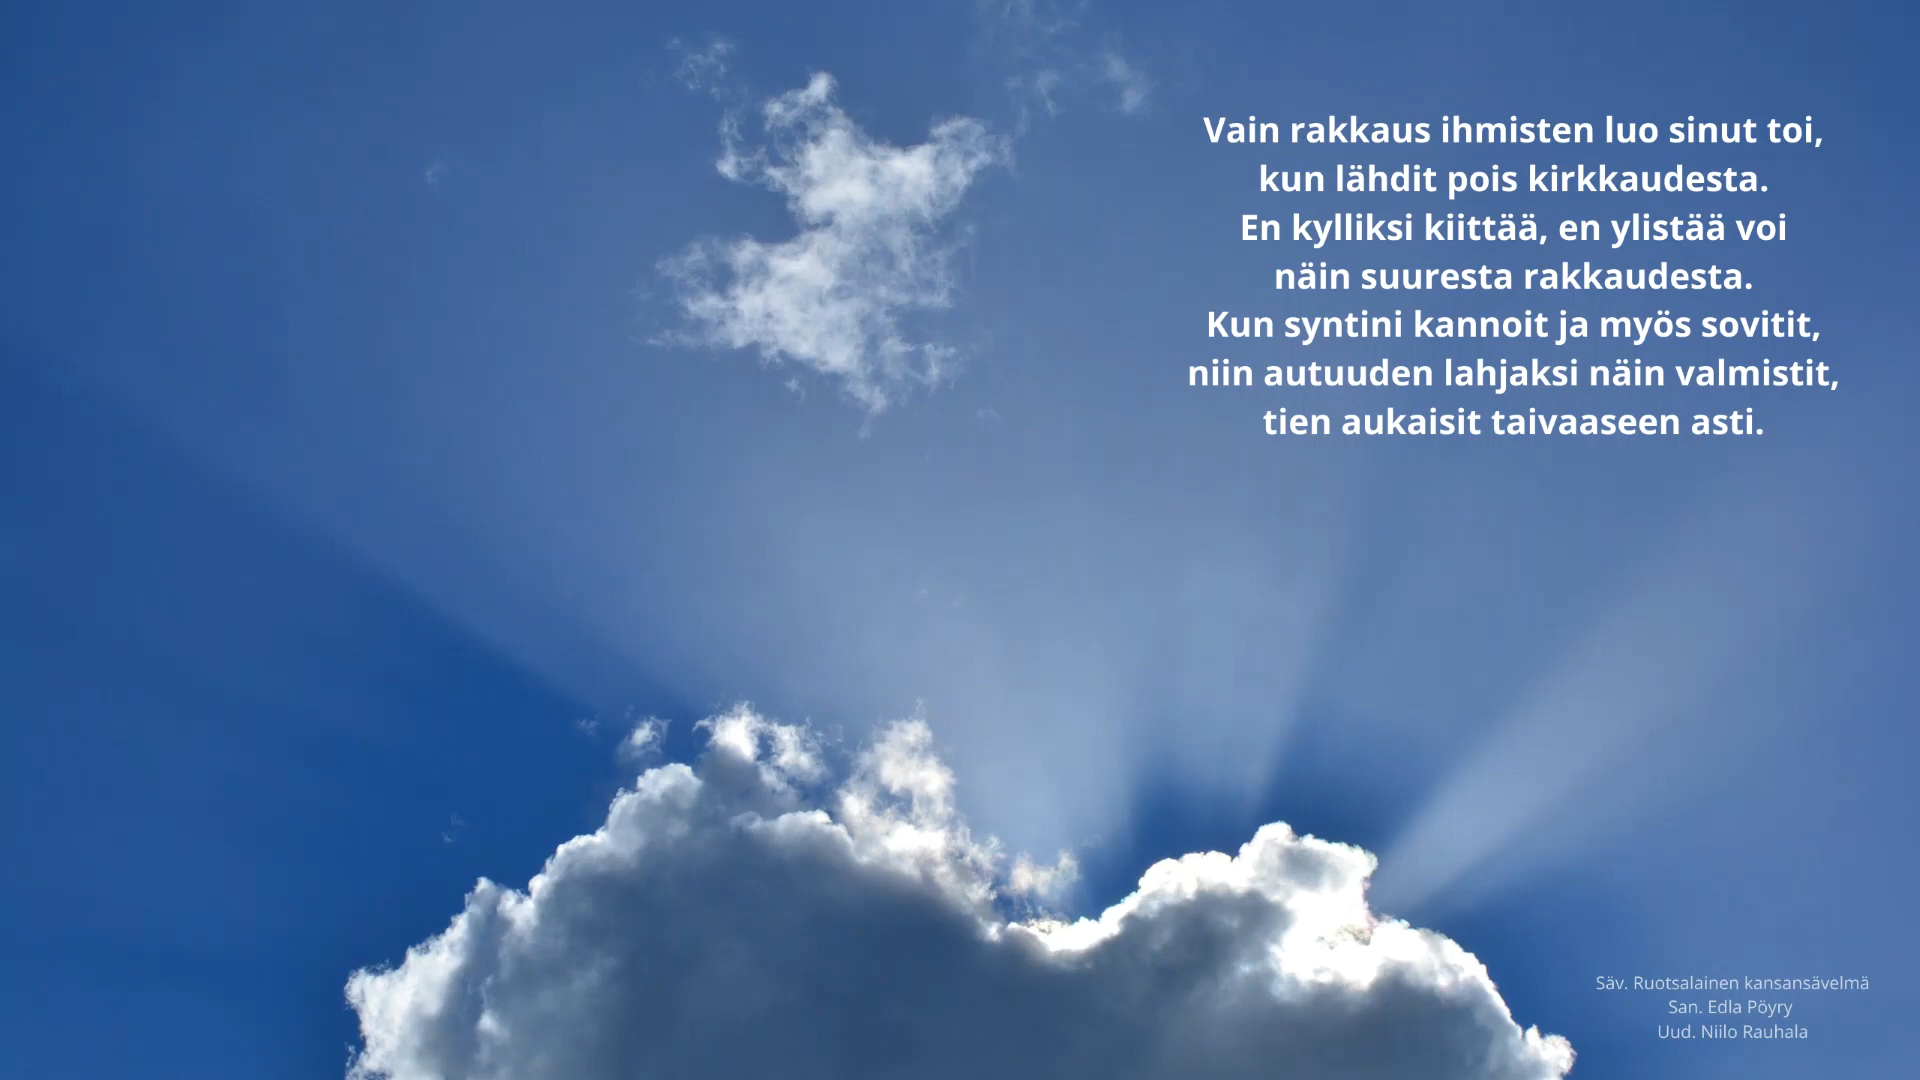 Vain rakkaus ihmisten luo sinut toi,
kun lähdit pois kirkkaudesta.
En kylliksi kiittää, en ylistää voi
näin suuresta rakkaudesta.
Kun syntini kannoit ja myös sovitit,
niin autuuden lahjaksi näin valmistit,
tien aukaisit taivaaseen asti.
Säv. Ruotsalainen kansansävelmä
San. Edla Pöyry
Uud. Niilo Rauhala